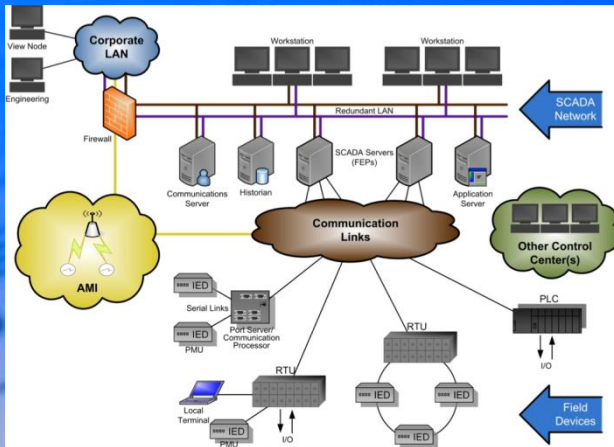 View Node
Corporate
LAN
Engineering
Firewall
Workstation
Workstation
Redundant LAN
SCADA
Network
Communications
Server
Historian
SCADA Servers
(FEPs)
Application
Server
AMI
Communication
Links
Other Control
Center(s)
IED
Serial Links
IED
PMU
Port Server/
Communication
Processor
RTU
Local
Terminal
IED
PMU
I/O
RTU
IED
IED
IED
PLC
I/O
Field
Devices